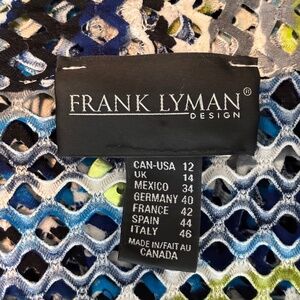 FRANK LYMAN®
DESIGN
CAN-USA 12
UK 14
MEXICO 34
GERMANY 40
FRANCE 42
SPAIN 44
ITALY 46
MADE IN/FAIT AU
CANADA